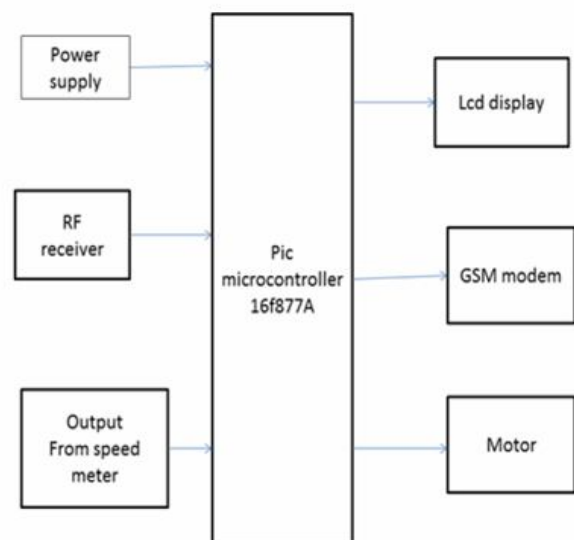 Power
supply
Lcd display
RF
receiver
Pic
microcontroller
16f877A
GSM modem
Output
From speed
meter
Motor